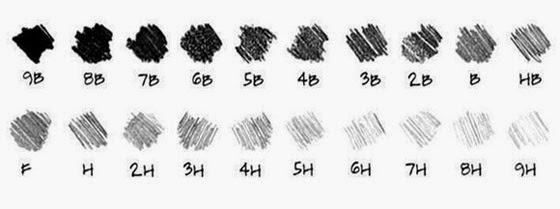 9B 8B 7B 6B 5B 4B 3B 2B B HB
F H 2H 3H 4H 5H 6H 7H 8H 9H